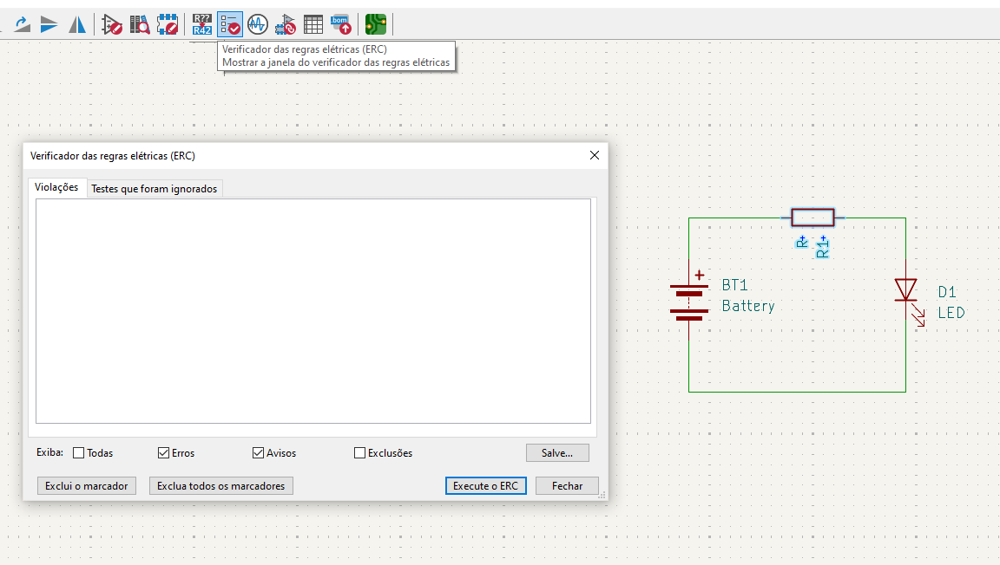 R??
R42
bom
Verificador das regras elétricas (ERC)
Mostrar a janela do verificador das regras elétricas
Verificador das regras elétricas (ERC)
Violações
Testes que foram ignorados
Exiba:
Todas
Erros
Avisos
Exclusões
Salve...
Exclui o marcador
Exclua todos os marcadores
Execute o ERC
Fechar
R
R1
+
BT1
Battery
D1
LED